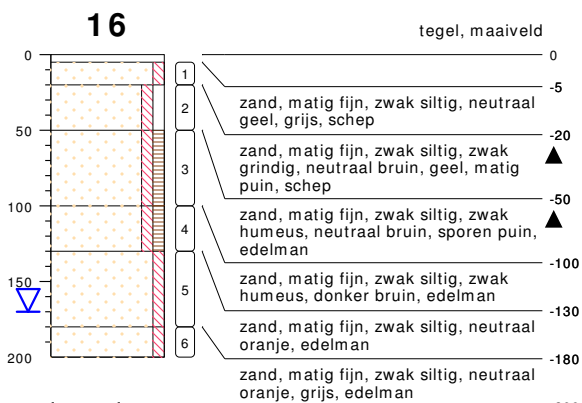 16
tegel, maaiveld
0
0
-5
1
zand, matig fijn, zwak siltig, neutraal
geel, grijs, schep
2
-20
50
zand, matig fijn, zwak siltig, zwak
grindig, neutraal bruin, geel, matig
puin, schep
3
-50
100
zand, matig fijn, zwak siltig, zwak
humeus, neutraal bruin, sporen puin,
edelman
4
-100
zand, matig fijn, zwak siltig, zwak
humeus, donker bruin, edelman
150
5
-130
zand, matig fijn, zwak siltig, neutraal
oranje, edelman
6
200
-180
zand, matig fijn, zwak siltig, neutraal
oranje, grijs, edelman